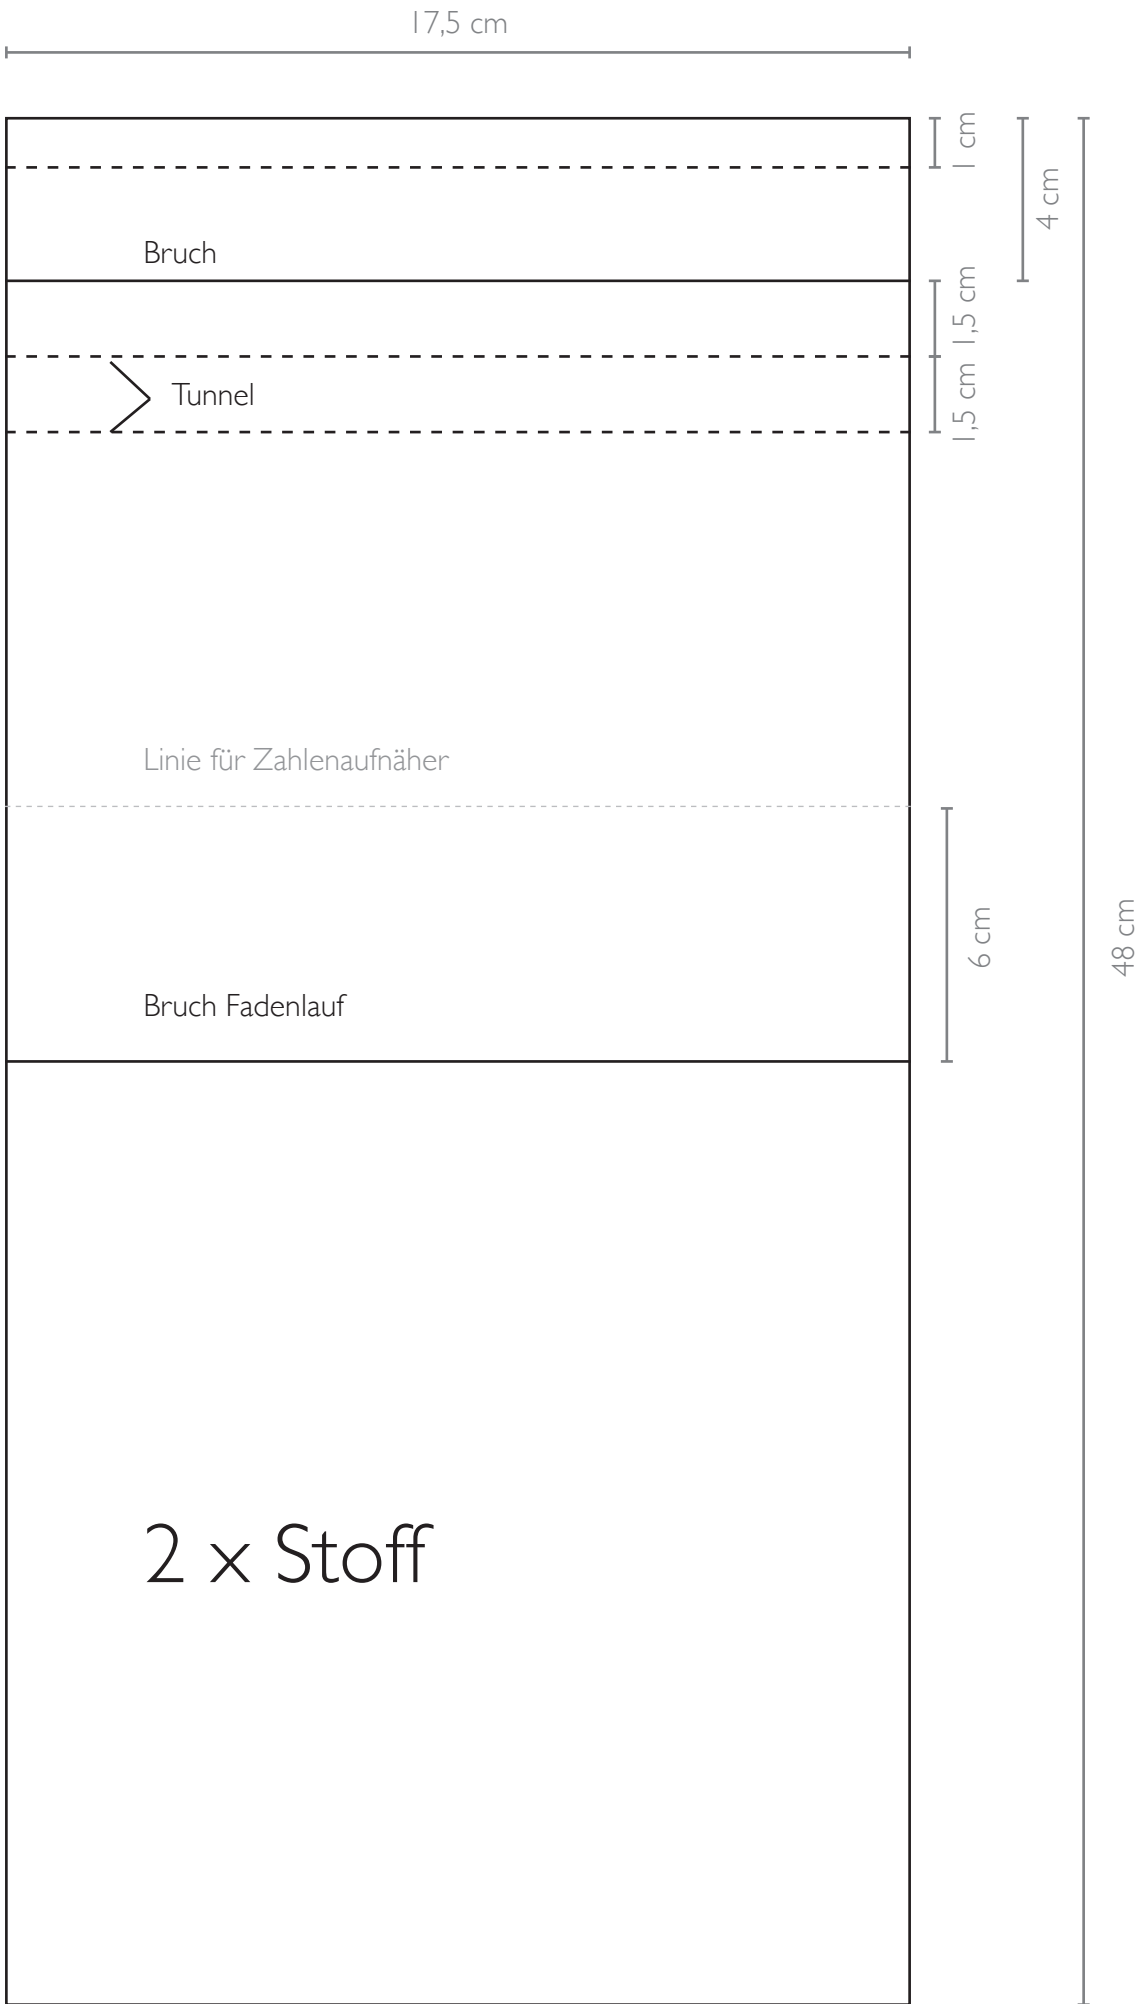 17,5 cm
1 cm
4 cm
Bruch
1,5 cm
Tunnel
1,5 cm
Linie für Zahlenaufnäher
6 cm
48 cm
Bruch Fadenlauf
2 x Stoff